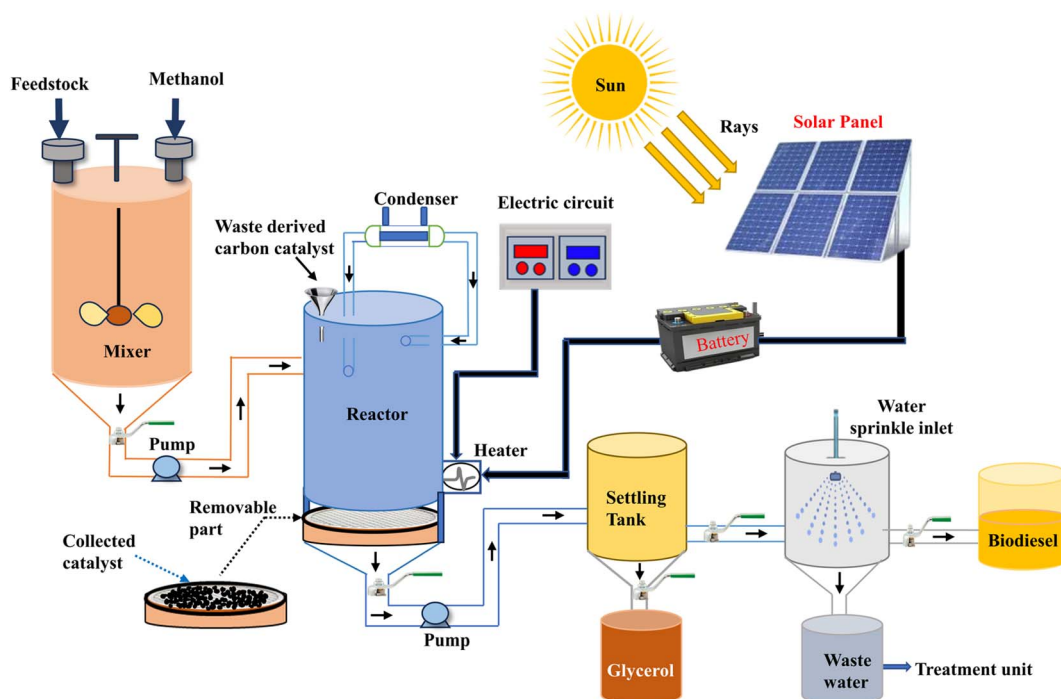 Feedstock
Methanol
Sun
Rays
Solar Panel
Condenser
Electric circuit
Waste derived
carbon catalyst
Mixer
Battery
Reactor
Pump
Heater
Water
sprinkle inlet
Removable
part
Settling
Tank
Collected
catalyst
Biodiesel
Pump
Glycerol
Waste
water
Treatment unit